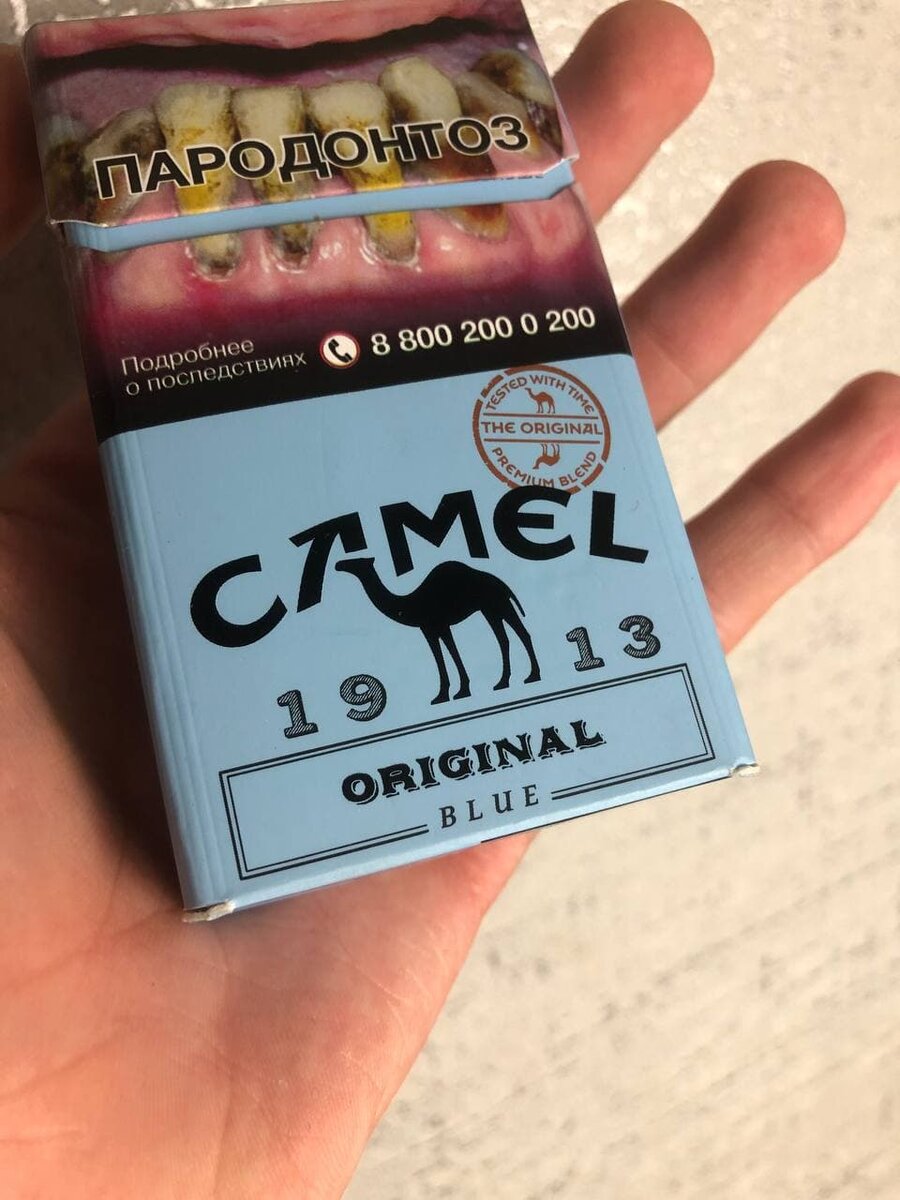 ПАРОДОНТОЗ
Подробнее
о последствиях
8 800 200 0 200
TESTED WITH TIME
THE ORIGINAL
PREMIUM BLEND
CAMEL
19 13
ORIGINAL
BLUE